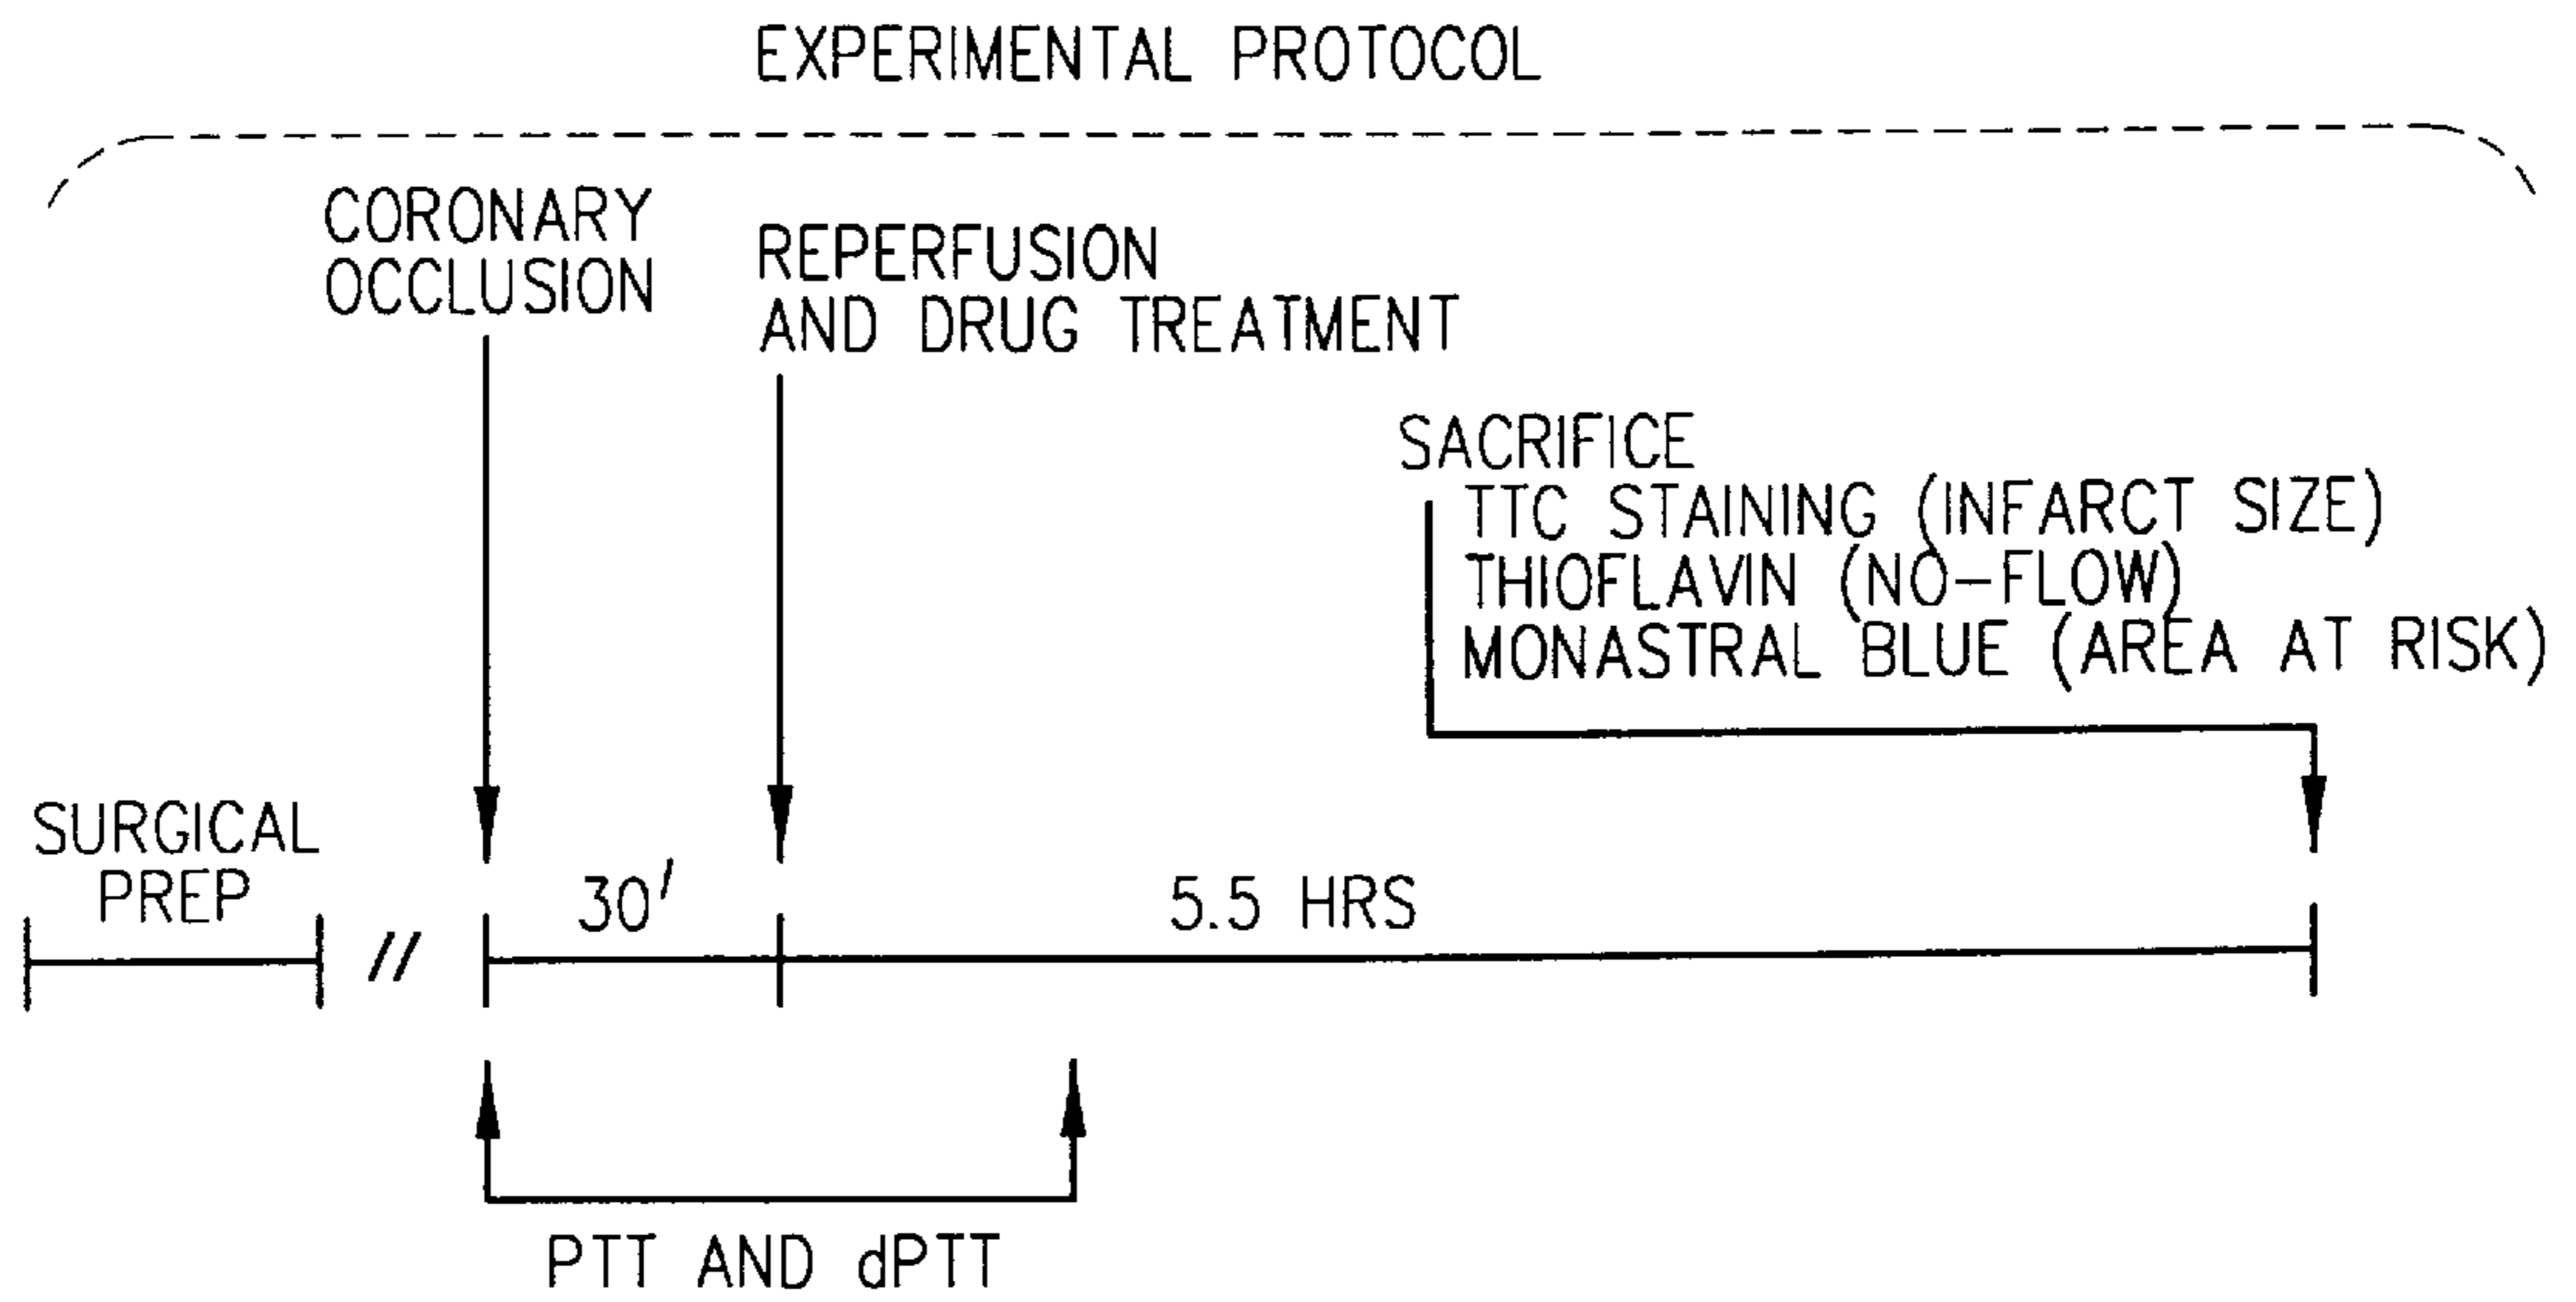 EXPERIMENTAL PROTOCOL
CORONARY
OCCLUSION
REPERFUSION
AND DRUG TREATMENT
SACRIFICE
TTC STAINING (INFARCT SIZE)
THIOFLAVIN (NO-FLOW)
MONASTRAL BLUE (AREA AT RISK)
SURGICAL
PREP
//
30'
5.5 HRS
PTT AND dPTT